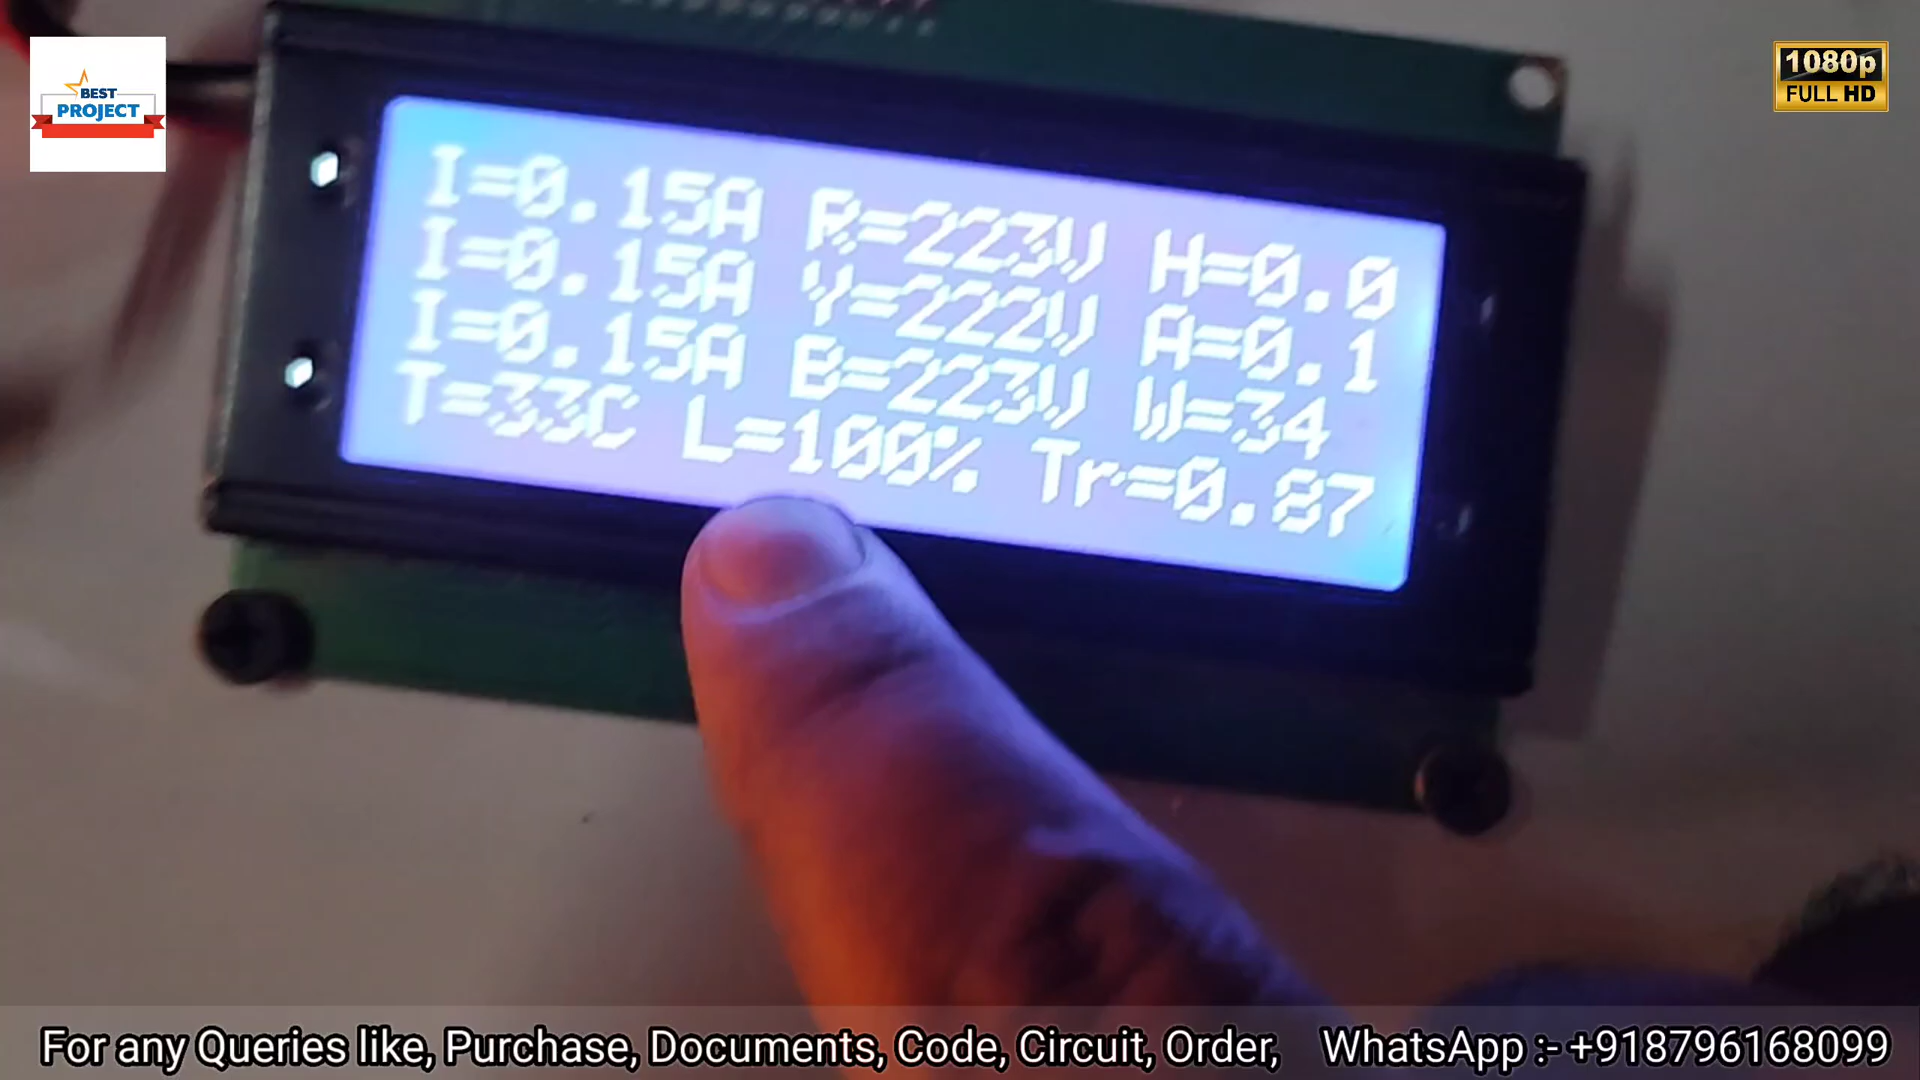 BEST
PROJECT
1080p
FULL HD
I=0.15A R=223V H=0.0
I=0.15A Y=222V A=0.1
I=0.15A B=223V W=34
T=33C L=100% Tr=0.87
For any Queries like, Purchase, Documents, Code, Circuit, Order, WhatsApp :- +918796168099